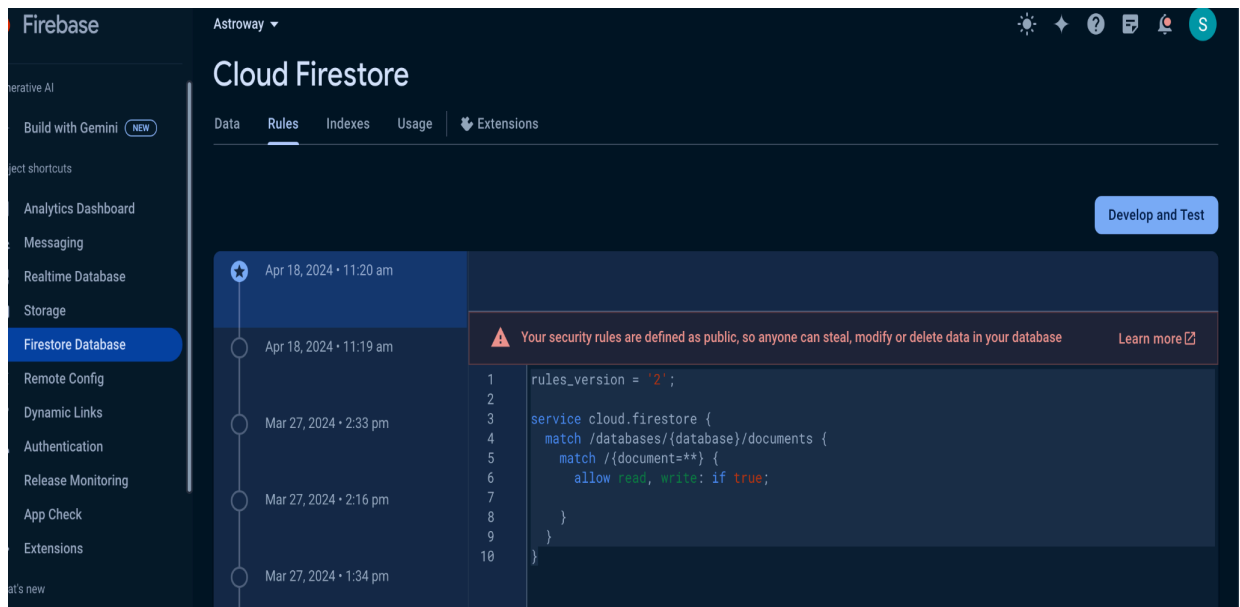 Firebase
Astroway
S
Cloud Firestore
Data Rules Indexes Usage Extensions
nerative AI
Build with Gemini NEW
ject shortcuts
Analytics Dashboard
Messaging
Realtime Database
Storage
Firestore Database
Remote Config
Dynamic Links
Authentication
Release Monitoring
App Check
Extensions
at's new
Develop and Test
Apr 18, 2024 • 11:20 am
Apr 18, 2024 • 11:19 am
Mar 27, 2024 • 2:33 pm
Mar 27, 2024 • 2:16 pm
Mar 27, 2024 • 1:34 pm
Your security rules are defined as public, so anyone can steal, modify or delete data in your database
Learn more
1 rules_version = '2';
2
3 service cloud.firestore {
4 match /databases/{database}/documents {
5 match /{document=**} {
6 allow read, write: if true;
7
8 }
9 }
10 }